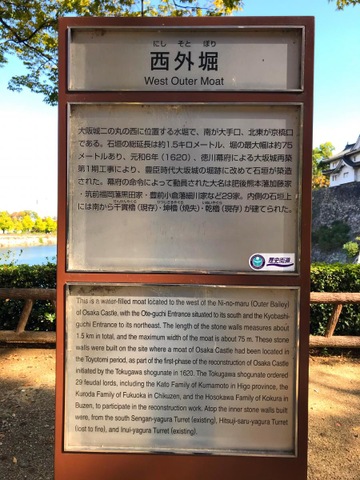 にし そと ぼり
西外堀
West Outer Moat
大阪城二の丸の西に位置する水堀で、南が大手口、北東が京橋口
である。石垣の総延長は約1.5キロメートル、堀の最大幅は約75
メートルあり、元和6年（1620）、徳川幕府による大阪城再築
第1期工事により、豊臣時代大坂城の堀跡に改めて石垣が築造
された。幕府の命令によって動員された大名は肥後熊本藩加藤家
・筑前福岡藩黒田家・豊前小倉藩細川家など29家。内側の石垣上
には南から千貫櫓（現存）・坤櫓（焼失）・乾櫓（現存）が建てられた。
歴史街道
This is a water-filled moat located to the west of the Ni-no-maru (Outer Bailey)
of Osaka Castle, with the Ote-guchi Entrance situated to its south and the Kyobashi-
guchi Entrance to its northeast. The length of the stone walls measures about
1.5 km in total, and the maximum width of the moat is about 75 m. These stone
walls were built on the site where a moat of Osaka Castle had been located in
the Toyotomi period, as part of the first-phase of the reconstruction of Osaka Castle
initiated by the Tokugawa shogunate in 1620. The Tokugawa shogunate ordered
29 feudal lords, including the Kato Family of Kumamoto in Higo province, the
Kuroda Family of Fukuoka in Chikuzen, and the Hosokawa Family of Kokura in
Buzen, to participate in the reconstruction work. Atop the inner stone walls built
were, from the south Sengan-yagura Turret (existing), Hitsuji-saru-yagura Turret
(lost to fire), and Inui-yagura Turret (existing).